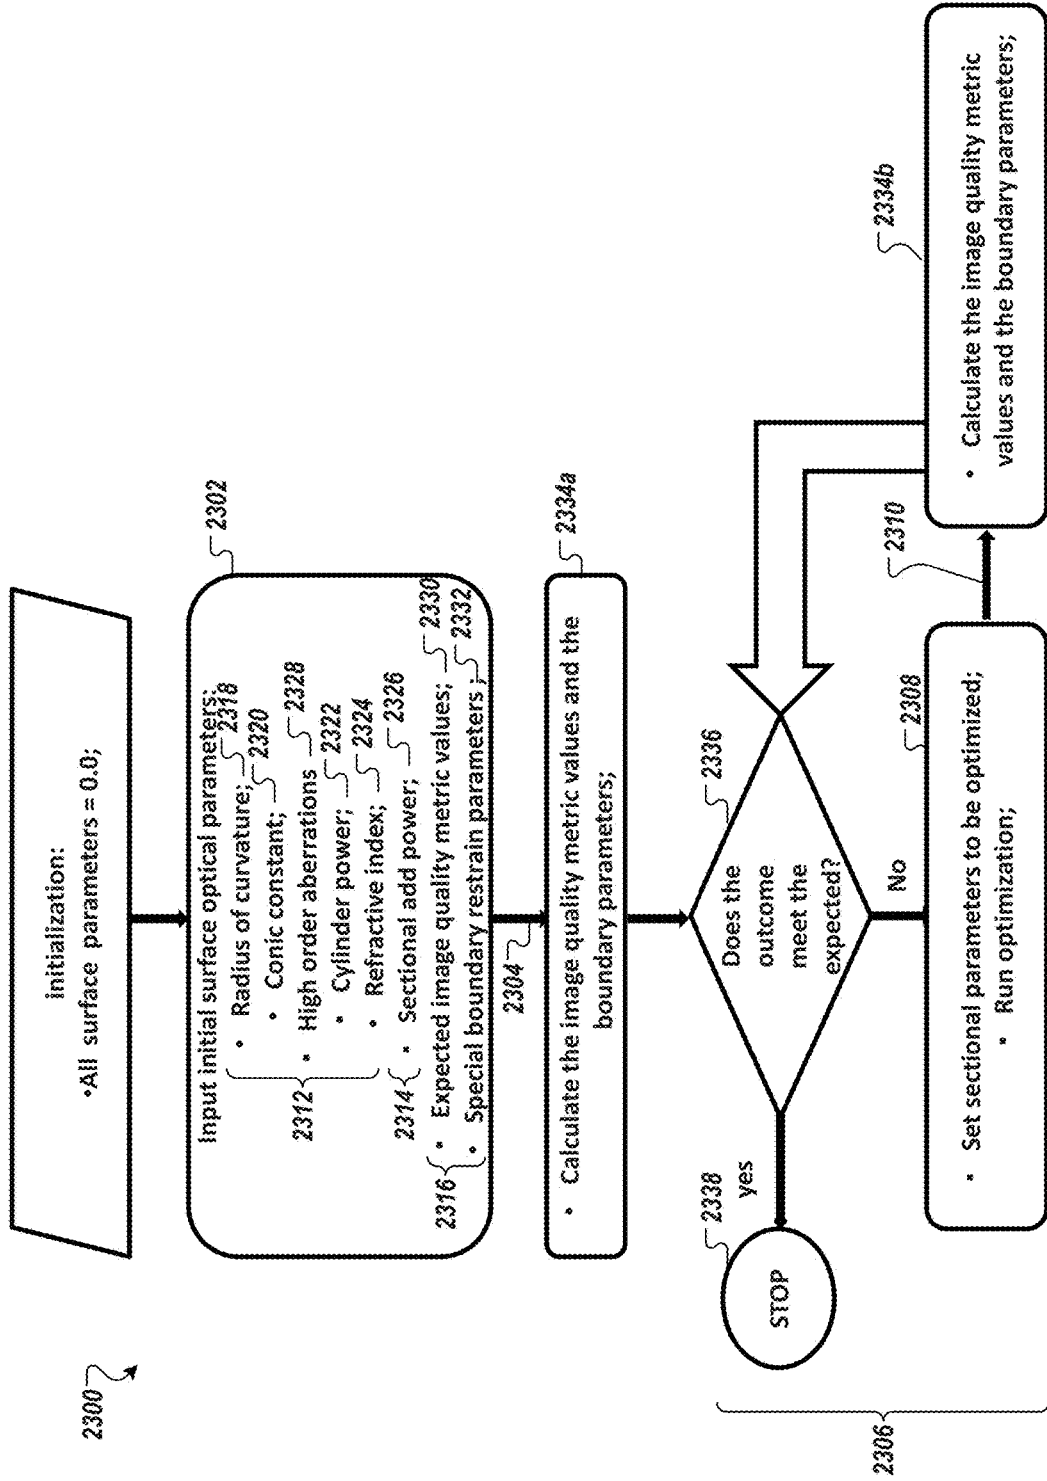 2300
initialization:
•All surface parameters = 0.0;
2302
Input initial surface optical parameters;
• Radius of curvature; 2318
• Conic constant; 2320
2312 • High order aberrations 2328
• Cylinder power; 2322
• Refractive index; 2324
2314 • Sectional add power; 2326
2316 • Expected image quality metric values; 2330
• Special boundary restrain parameters; 2332
2304
2334a
• Calculate the image quality metric values and the
boundary parameters;
2336
Does the
outcome
meet the
expected?
yes
No
2338
STOP
2306
2308
• Set sectional parameters to be optimized;
• Run optimization;
2310
2334b
• Calculate the image quality metric
values and the boundary parameters;